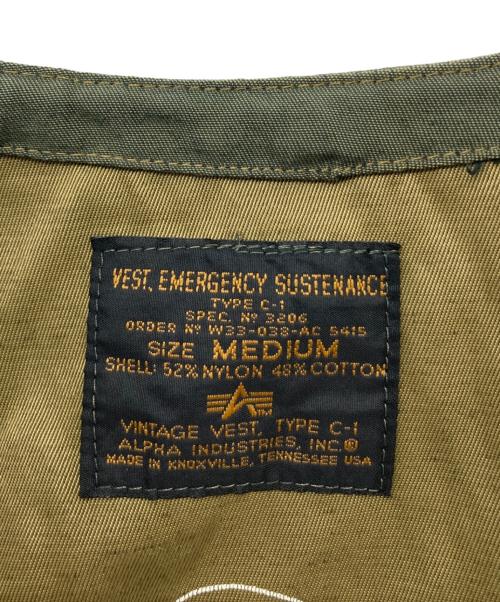 VEST, EMERGENCY SUSTENANCE
TYPE C-1
SPEC. Nº 3206
ORDER Nº W33-038-AC 5415
SIZE MEDIUM
SHELL: 52% NYLON 48% COTTON
TM
VINTAGE VEST, TYPE C-1
ALPHA INDUSTRIES, INC.®
MADE IN KNOXVILLE, TENNESSEE USA